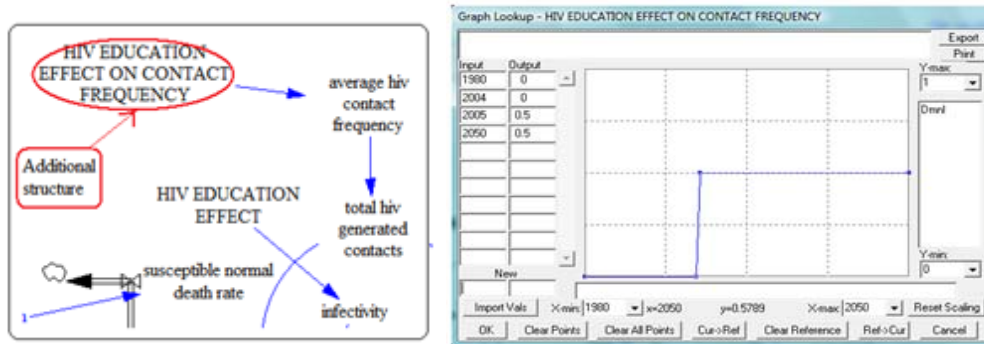 HIV EDUCATION
EFFECT ON CONTACT
FREQUENCY
average hiv
contact
frequency
Additional
structure
HIV EDUCATION
EFFECT
total hiv
generated
contacts
susceptible normal
death rate
1
infectivity
Graph Lookup - HIV EDUCATION EFFECT ON CONTACT FREQUENCY
Export
Print
Input Output
Y-max:
1980 0
1
2004 0
Dmnl
2005 0.5
2050 0.5
Y-min:
New
0
Import Vals X-min: 1980 x=2050 y=0.5789 X-max: 2050 Reset Scaling
OK Clear Points Clear All Points Cur->Ref Clear Reference Ref->Cur Cancel